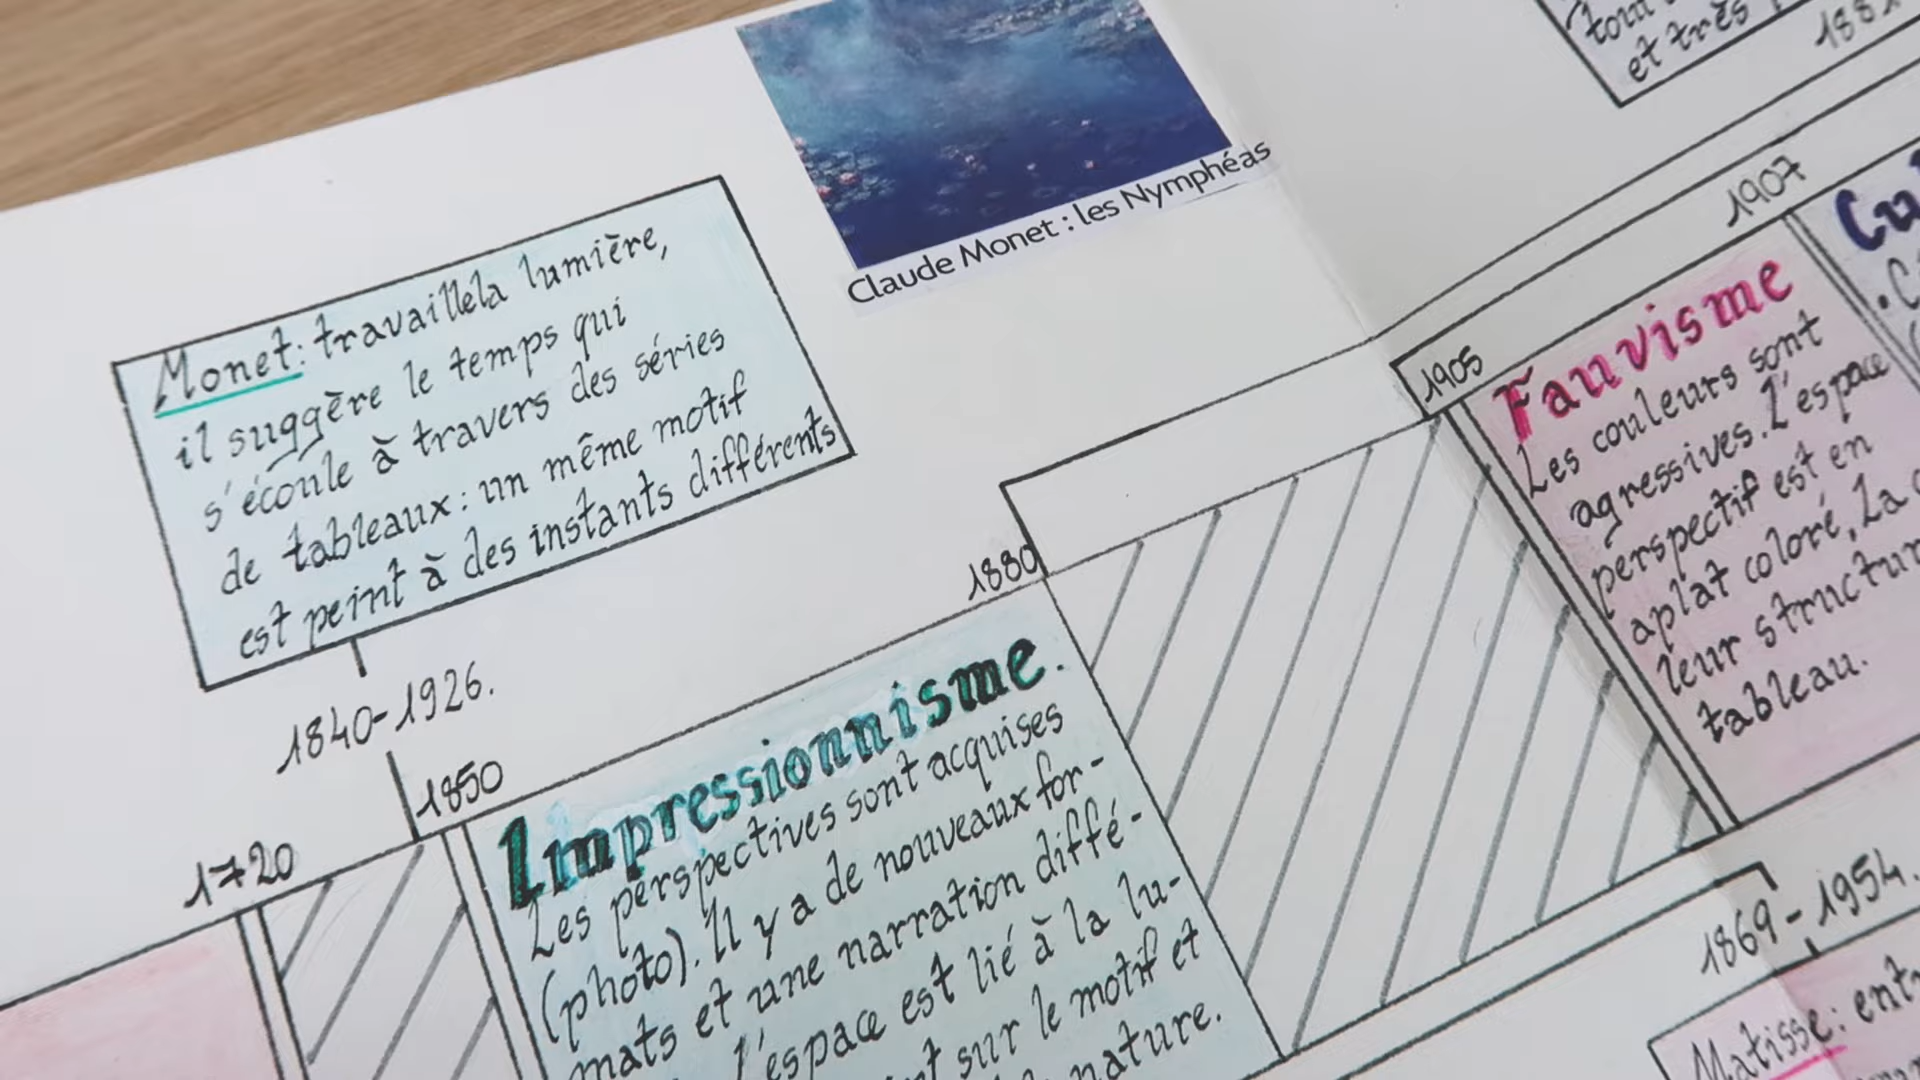 Monet: travaillela lumière,
il suggère le temps qui
s'écoule à travers des séries
de tableaux: un même motif
est peint à des instants différents
1840-1926.
Claude Monet : les Nymphéas
et très
1907
1905
Fauvisme
Les couleurs sont
agressives. L'espace
perspectif est en
aplat coloré. La
leur structur
tableau.
1880
1850
1720
Impressionnisme.
Les perspectives sont acquises
(photo). Il y a de nouveaux for-
mats et une narration diffé-
l'espace est lié à la lu-
sur le motif et
nature.
1869-1954.
Matisse: ent